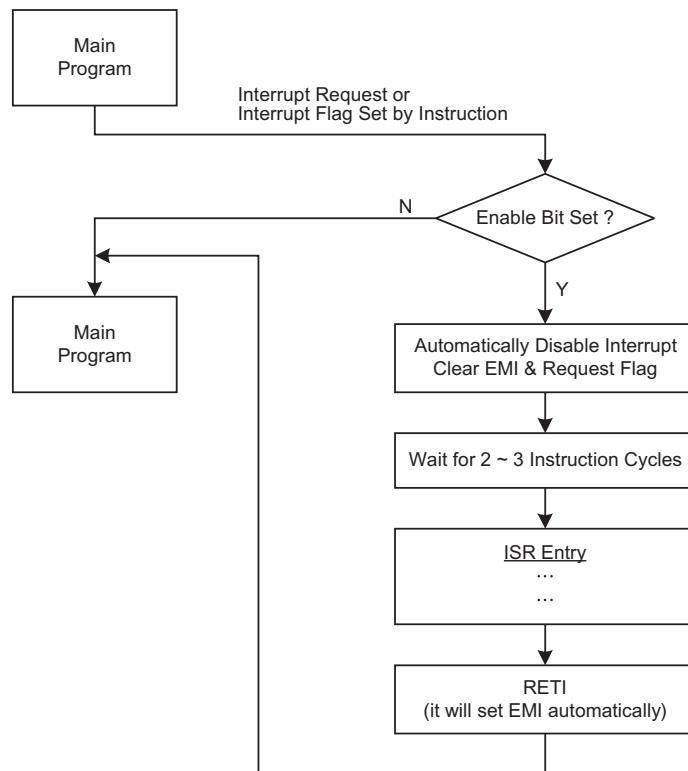 Main
Program
Interrupt Request or
Interrupt Flag Set by Instruction
Enable Bit Set ?
N
Y
Main
Program
Automatically Disable Interrupt
Clear EMI & Request Flag
Wait for 2 ~ 3 Instruction Cycles
ISR Entry
...
...
RETI
(it will set EMI automatically)